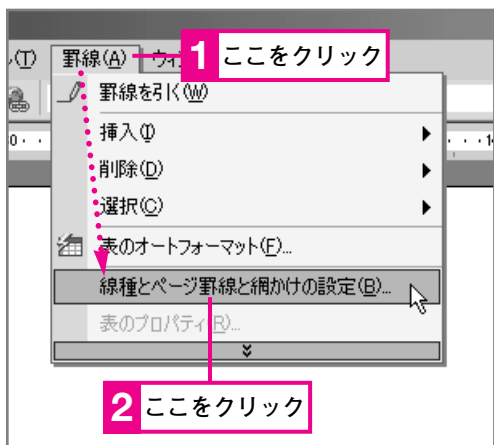 ル(T) 罫線(A) ウィ
1 ここをクリック
罫線を引く(W)
0
挿入(I)
削除(D)
選択(C)
表のオートフォーマット(F)...
線種とページ罫線と網かけの設定(B)...
表のプロパティ(R)...
2 ここをクリック